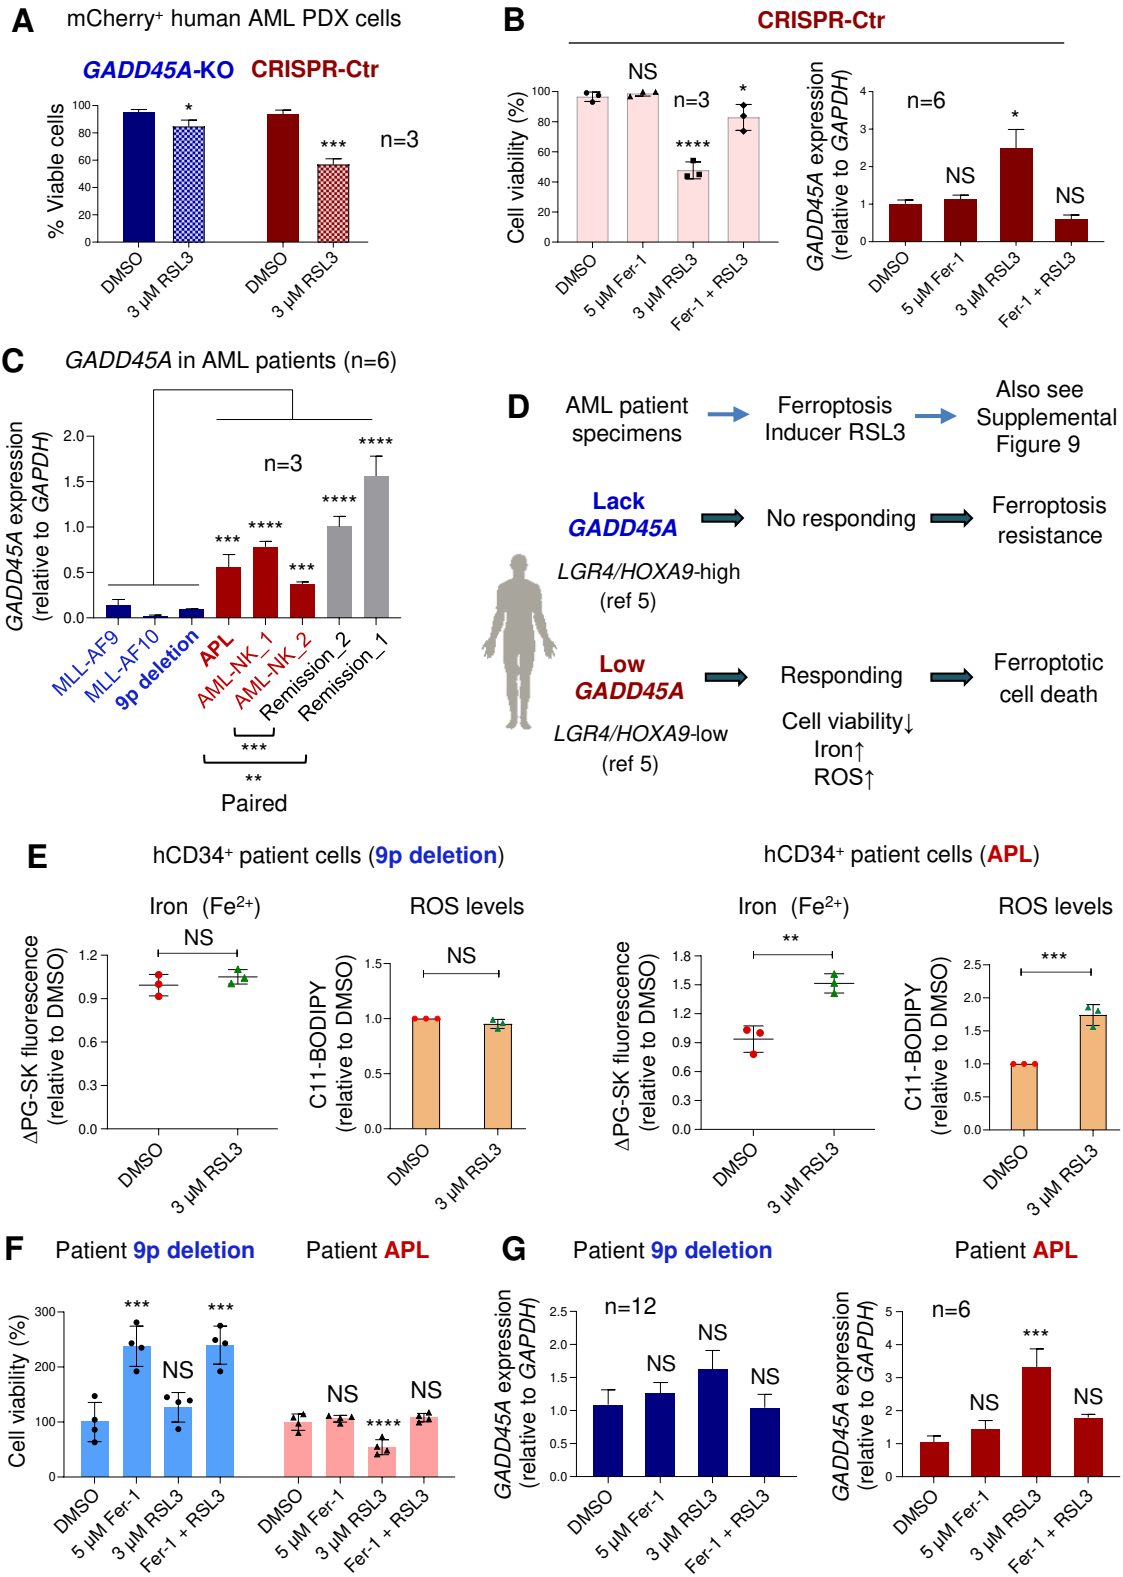 A
mCherry⁺ human AML PDX cells
GADD45A-KO
CRISPR-Ctr
% Viable cells
100
80
60
40
20
0
*
***
n=3
DMSO
3 µM RSL3
DMSO
3 µM RSL3
B
CRISPR-Ctr
Cell viability (%)
100
80
60
40
20
0
NS
n=3
****
*
DMSO
5 µM Fer-1
3 µM RSL3
Fer-1 + RSL3
GADD45A expression
(relative to GAPDH)
4
3
2
1
0
n=6
NS
*
NS
DMSO
5 µM Fer-1
3 µM RSL3
Fer-1 + RSL3
C
GADD45A in AML patients (n=6)
GADD45A expression
(relative to GAPDH)
2.0
1.5
1.0
0.5
0.0
n=3
***
****
***
****
****
MLL-AF9
MLL-AF10
9p deletion
APL
AML-NK_1
AML-NK_2
Remission_2
Remission_1
***
**
Paired
D
AML patient
specimens
Ferroptosis
Inducer RSL3
Also see
Supplemental
Figure 9
Lack
GADD45A
No responding
Ferroptosis
resistance
LGR4/HOXA9-high
(ref 5)
Low
GADD45A
Responding
Ferroptotic
cell death
LGR4/HOXA9-low
(ref 5)
Cell viability↓
Iron↑
ROS↑
E
hCD34⁺ patient cells (9p deletion)
Iron (Fe²⁺)
ΔPG-SK fluorescence
(relative to DMSO)
1.2
0.9
0.6
0.3
0.0
NS
DMSO
3 µM RSL3
ROS levels
C11-BODIPY
(relative to DMSO)
1.5
1.0
0.5
0.0
NS
DMSO
3 µM RSL3
hCD34⁺ patient cells (APL)
Iron (Fe²⁺)
ΔPG-SK fluorescence
(relative to DMSO)
1.8
1.5
1.2
0.9
0.6
0.3
0.0
**
DMSO
3 µM RSL3
ROS levels
C11-BODIPY
(relative to DMSO)
2.5
2.0
1.5
1.0
0.5
0.0
***
DMSO
3 µM RSL3
F
Patient 9p deletion
Patient APL
Cell viability (%)
300
200
100
0
***
NS
***
NS
****
NS
DMSO
5 µM Fer-1
3 µM RSL3
Fer-1 + RSL3
DMSO
5 µM Fer-1
3 µM RSL3
Fer-1 + RSL3
G
Patient 9p deletion
GADD45A expression
(relative to GAPDH)
2.5
2.0
1.5
1.0
0.5
0.0
n=12
NS
NS
NS
DMSO
5 µM Fer-1
3 µM RSL3
Fer-1 + RSL3
Patient APL
GADD45A expression
(relative to GAPDH)
5
4
3
2
1
0
n=6
NS
***
NS
DMSO
5 µM Fer-1
3 µM RSL3
Fer-1 + RSL3